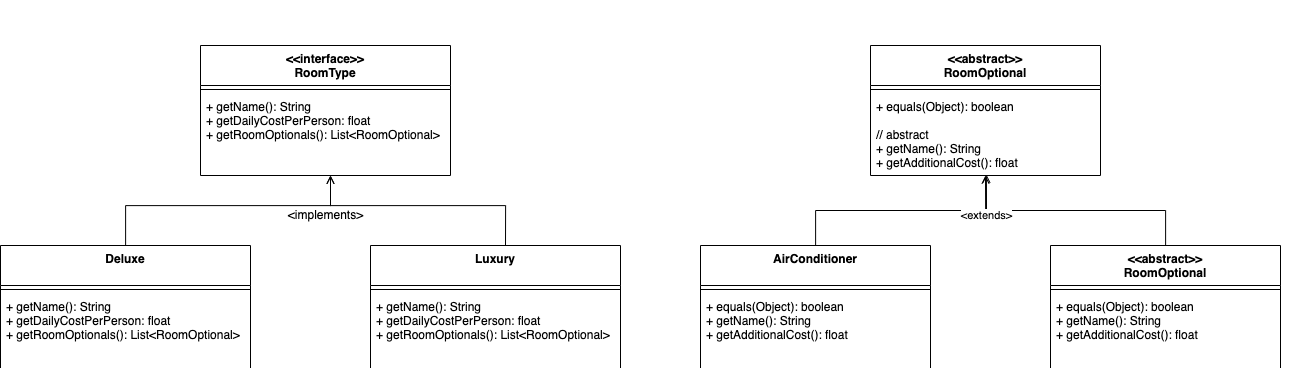 <<interface>>
RoomType
+ getName(): String
+ getDailyCostPerPerson: float
+ getRoomOptionals(): List<RoomOptional>
<<abstract>>
RoomOptional
+ equals(Object): boolean
// abstract
+ getName(): String
+ getAdditionalCost(): float
<implements>
<extends>
Deluxe
+ getName(): String
+ getDailyCostPerPerson: float
+ getRoomOptionals(): List<RoomOptional>
Luxury
+ getName(): String
+ getDailyCostPerPerson: float
+ getRoomOptionals(): List<RoomOptional>
AirConditioner
+ equals(Object): boolean
+ getName(): String
+ getAdditionalCost(): float
<<abstract>>
RoomOptional
+ equals(Object): boolean
+ getName(): String
+ getAdditionalCost(): float